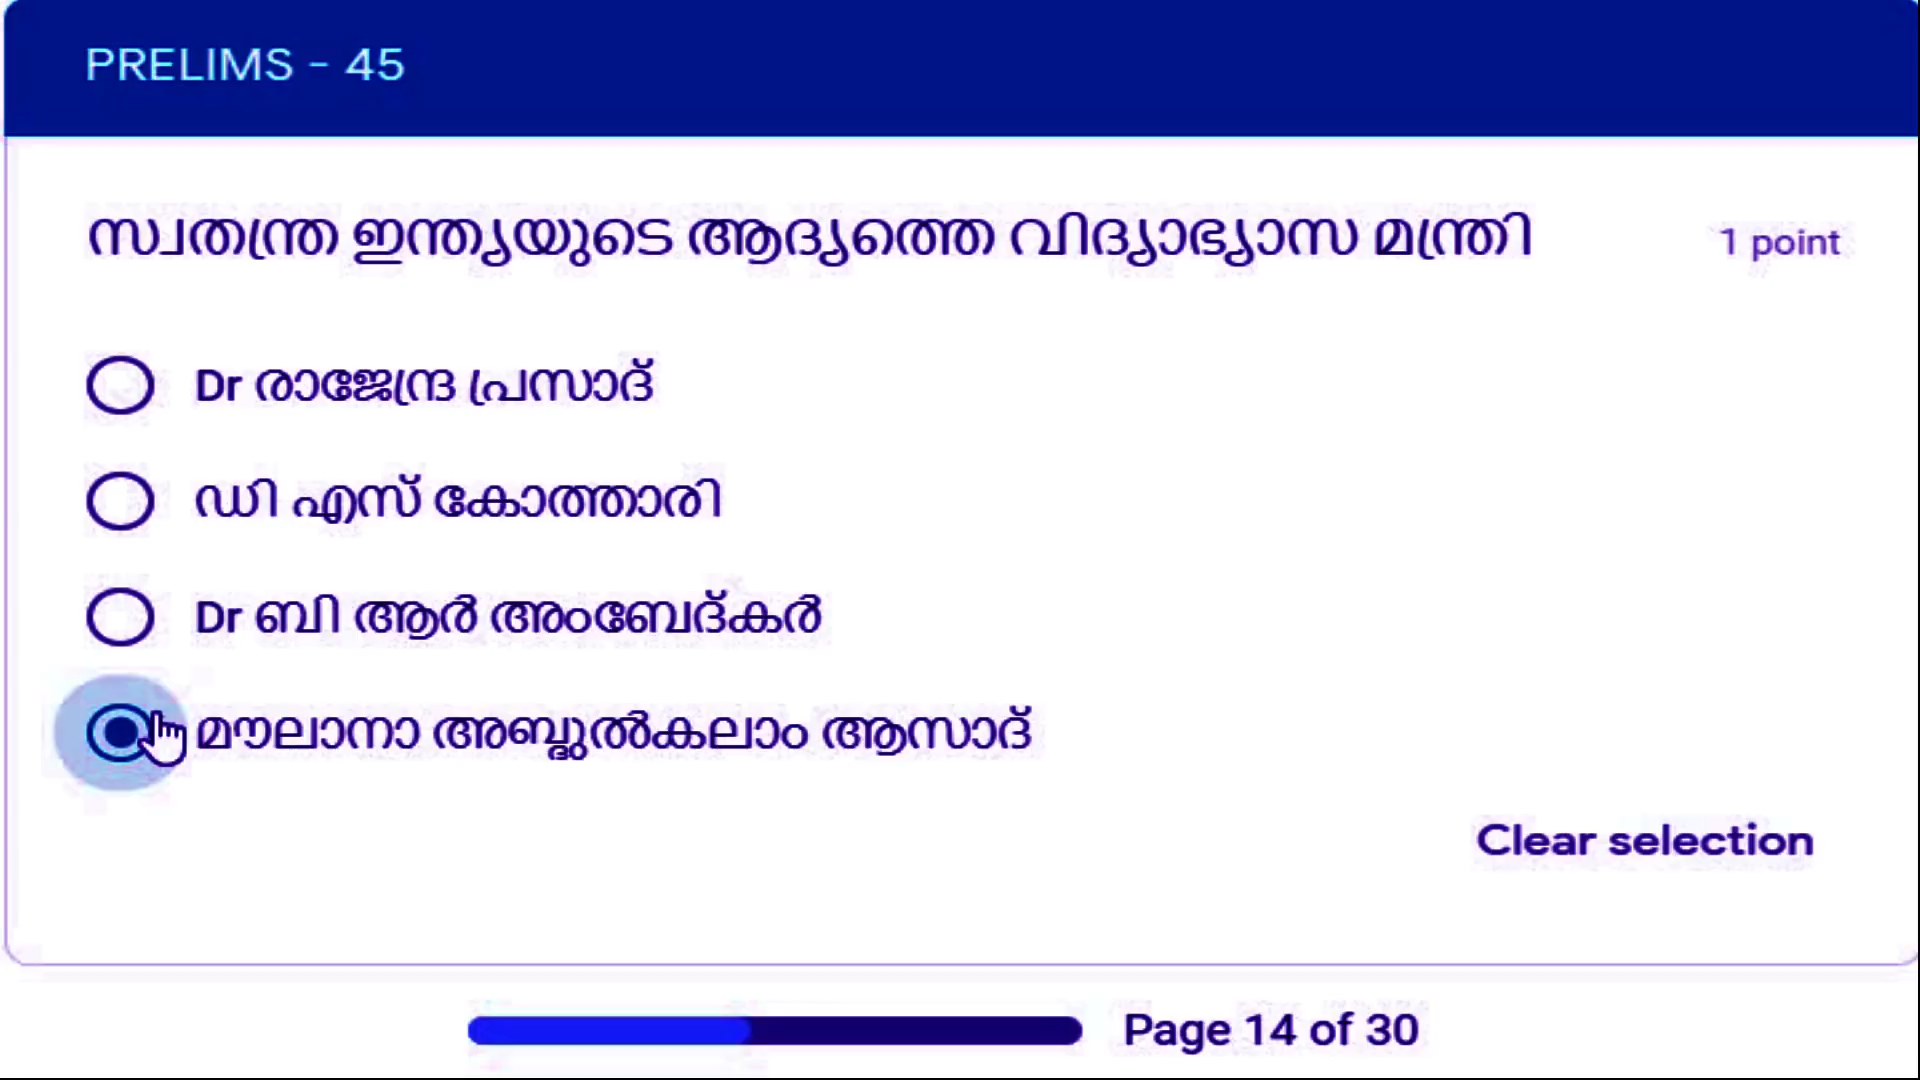 PRELIMS - 45
സ്വതന്ത്ര ഇന്ത്യയുടെ ആദ്യത്തെ വിദ്യാഭ്യാസ മന്ത്രി
1 point
Dr രാജേന്ദ്ര പ്രസാദ്
ഡി എസ് കോത്താരി
Dr ബി ആർ അംബേദ്കർ
മൗലാനാ അബ്ദുൽകലാം ആസാദ്
Clear selection
Page 14 of 30